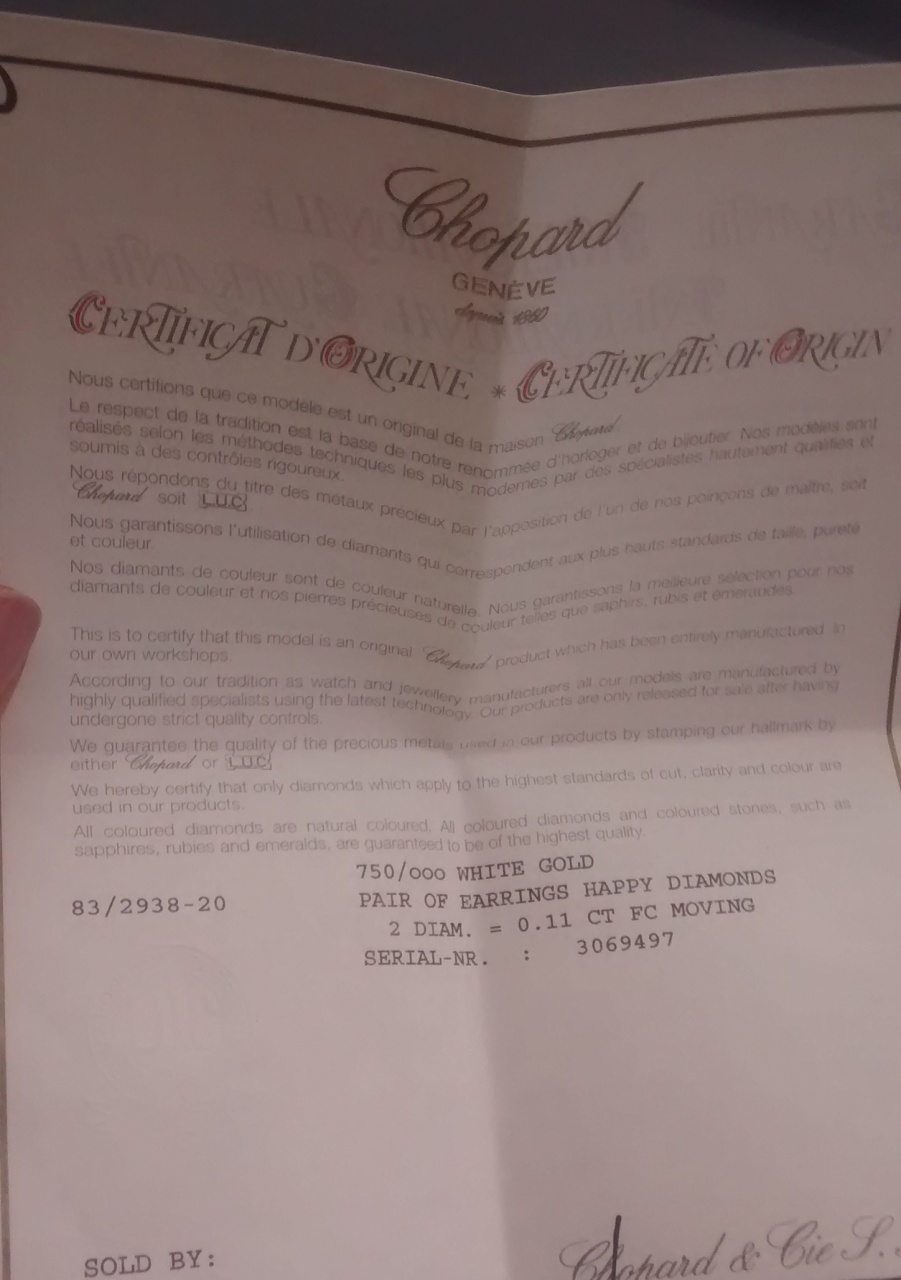 Chopard
GENÈVE
depuis 1860
CERTIFICAT D'ORIGINE * CERTIFICATE OF ORIGIN
Nous certifions que ce modèle est un original de la maison Chopard.
Le respect de la tradition est la base de notre renommée d'horloger et de bijoutier. Nos modèles sont
réalisés selon les méthodes techniques les plus modernes par des spécialistes hautement qualifiés et
soumis à des contrôles rigoureux.
Nous répondons du titre des métaux précieux par l'apposition de l'un de nos poinçons de maître, soit
Chopard soit L.U.C
Nous garantissons l'utilisation de diamants qui correspondent aux plus hauts standards de taille, pureté
et couleur.
Nos diamants de couleur sont de couleur naturelle. Nous garantissons la meilleure sélection pour nos
diamants de couleur et nos pierres précieuses de couleur telles que saphirs, rubis et émeraudes.
This is to certify that this model is an original Chopard product which has been entirely manufactured in
our own workshops.
According to our tradition as watch and jewellery manufacturers all our models are manufactured by
highly qualified specialists using the latest technology. Our products are only released for sale after having
undergone strict quality controls.
We guarantee the quality of the precious metals used in our products by stamping our hallmark by
either Chopard or L.U.C
We hereby certify that only diamonds which apply to the highest standards of cut, clarity and colour are
used in our products.
All coloured diamonds are natural coloured. All coloured diamonds and coloured stones, such as
sapphires, rubies and emeralds, are guaranteed to be of the highest quality.
750/ooo WHITE GOLD
83/2938-20 PAIR OF EARRINGS HAPPY DIAMONDS
2 DIAM. = 0.11 CT FC MOVING
SERIAL-NR. : 3069497
SOLD BY:
Chopard & Cie S.